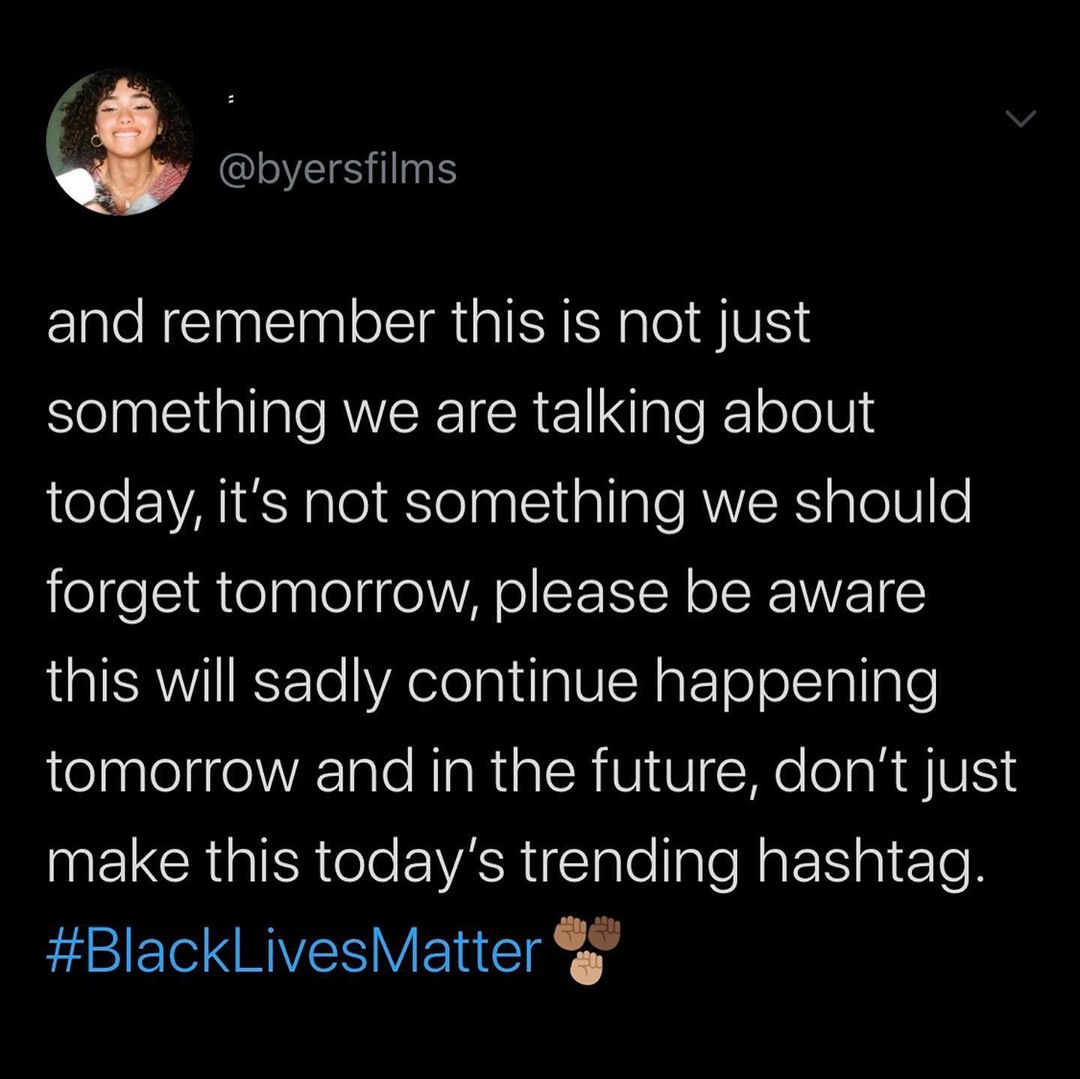 @byersfilms
and remember this is not just
something we are talking about
today, it’s not something we should
forget tomorrow, please be aware
this will sadly continue happening
tomorrow and in the future, don’t just
make this today’s trending hashtag.
#BlackLivesMatter